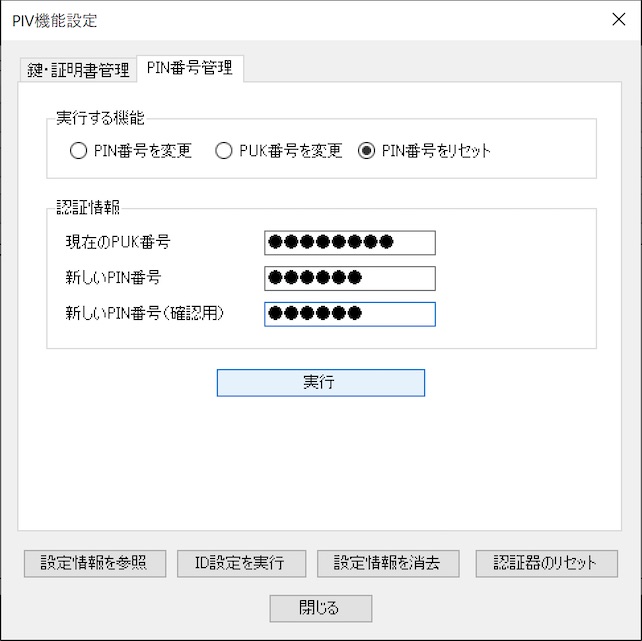 PIV機能設定
鍵・証明書管理 PIN番号管理
実行する機能
PIN番号を変更 PUK番号を変更 PIN番号をリセット
認証情報
現在のPUK番号 ●●●●●●●●
新しいPIN番号 ●●●●●●
新しいPIN番号(確認用) ●●●●●●
実行
設定情報を参照 ID設定を実行 設定情報を消去 認証器のリセット
閉じる